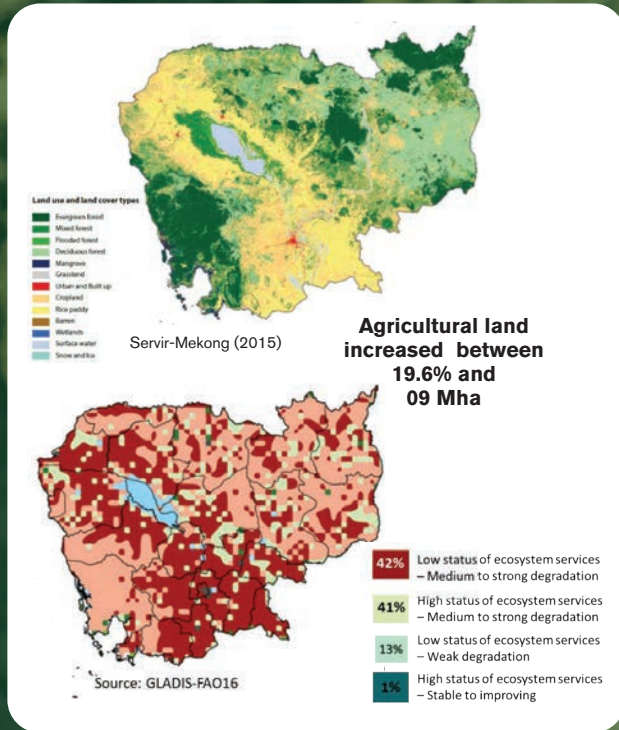 Land use and land cover types
Evergreen forest
Mixed forest
Flooded forest
Deciduous forest
Mangrove
Grassland
Urban and Built up
Cropland
Rice paddy
Barren
Wetlands
Surface water
Snow and Ice
Servir-Mekong (2015)
Agricultural land
increased between
19.6% and
09 Mha
42% Low status of ecosystem services
– Medium to strong degradation
41% High status of ecosystem services
– Medium to strong degradation
13% Low status of ecosystem services
– Weak degradation
1% High status of ecosystem services
– Stable to improving
Source: GLADIS-FAO16